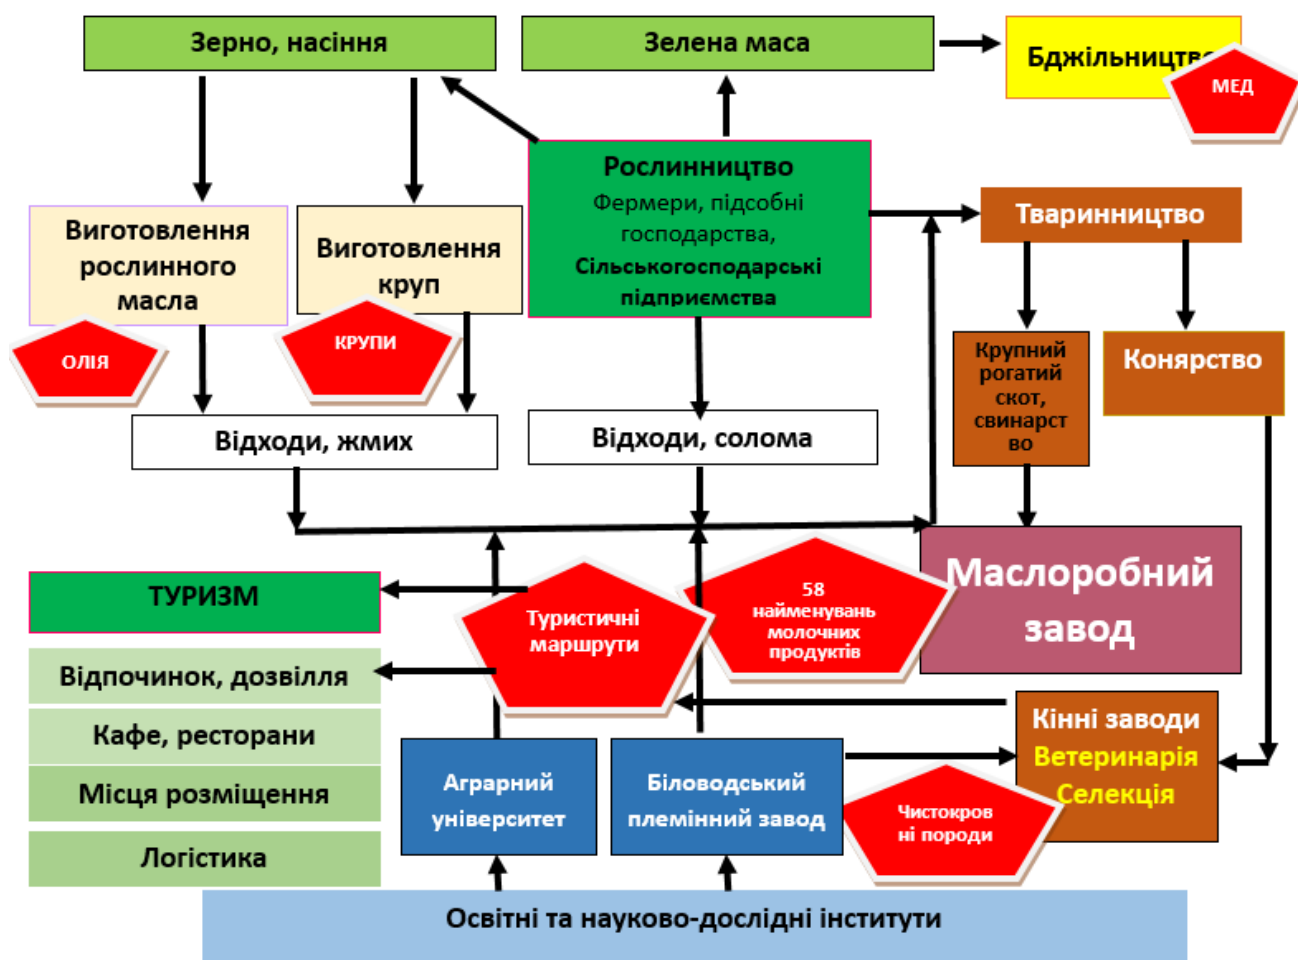 Зерно, насіння
Зелена маса
Бджільництво
МЕД
Рослинництво
Фермери, підсобні
господарства,
Сільськогосподарські
підприємства
Тваринництво
Виготовлення
рослинного
масла
Виготовлення
круп
ОЛІЯ
КРУПИ
Крупний
рогатий
скот,
свинарст
во
Конярство
Відходи, жмих
Відходи, солома
Маслоробний
завод
58
найменувань
молочних
продуктів
Туристичні
маршрути
ТУРИЗМ
Відпочинок, дозвілля
Кафе, ресторани
Місця розміщення
Логістика
Аграрний
університет
Біловодський
племінний завод
Кінні заводи
Ветеринарія
Селекція
Чистокров
ні породи
Освітні та науково-дослідні інститути